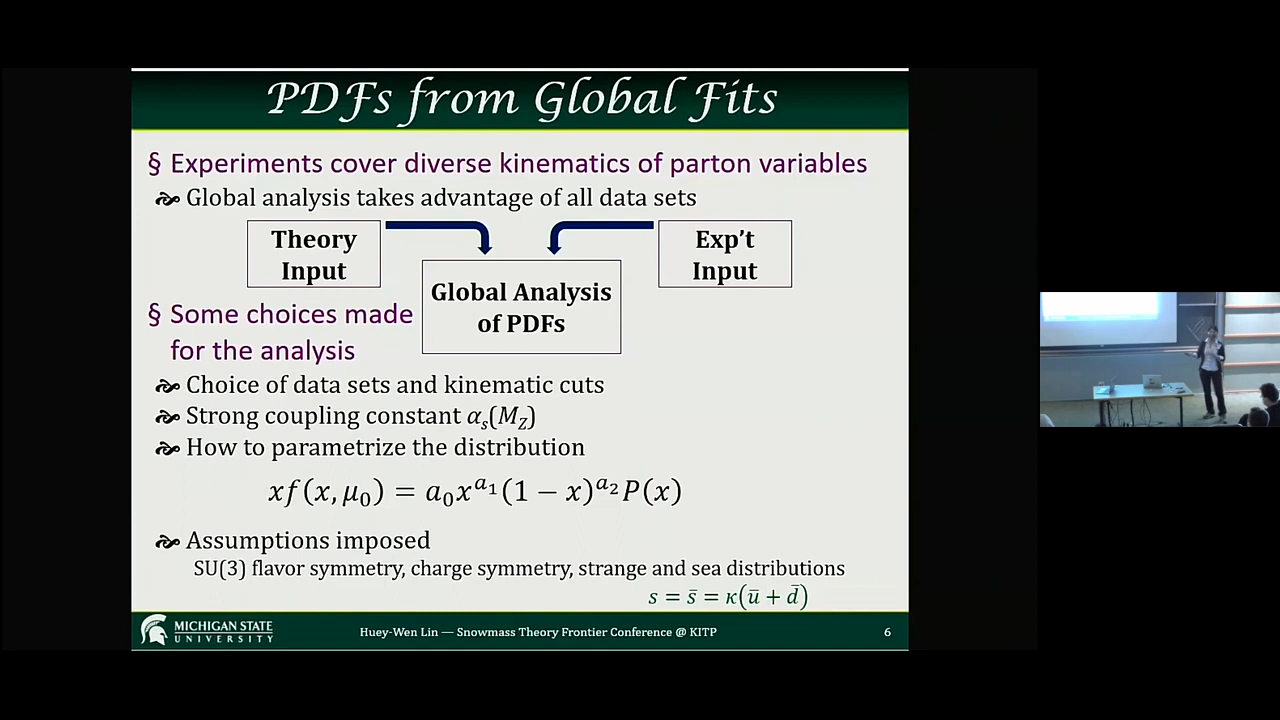 PDFs from Global Fits
§ Experiments cover diverse kinematics of parton variables
Global analysis takes advantage of all data sets
Theory
Input
Exp’t
Input
Global Analysis
of PDFs
§ Some choices made
for the analysis
Choice of data sets and kinematic cuts
Strong coupling constant αₛ(M_Z)
How to parametrize the distribution
xf(x, μ₀) = a₀x^{a₁}(1 − x)^{a₂}P(x)
Assumptions imposed
SU(3) flavor symmetry, charge symmetry, strange and sea distributions
s = s̄ = κ(ū + d̄)
MICHIGAN STATE
UNIVERSITY
Huey-Wen Lin — Snowmass Theory Frontier Conference @ KITP
6